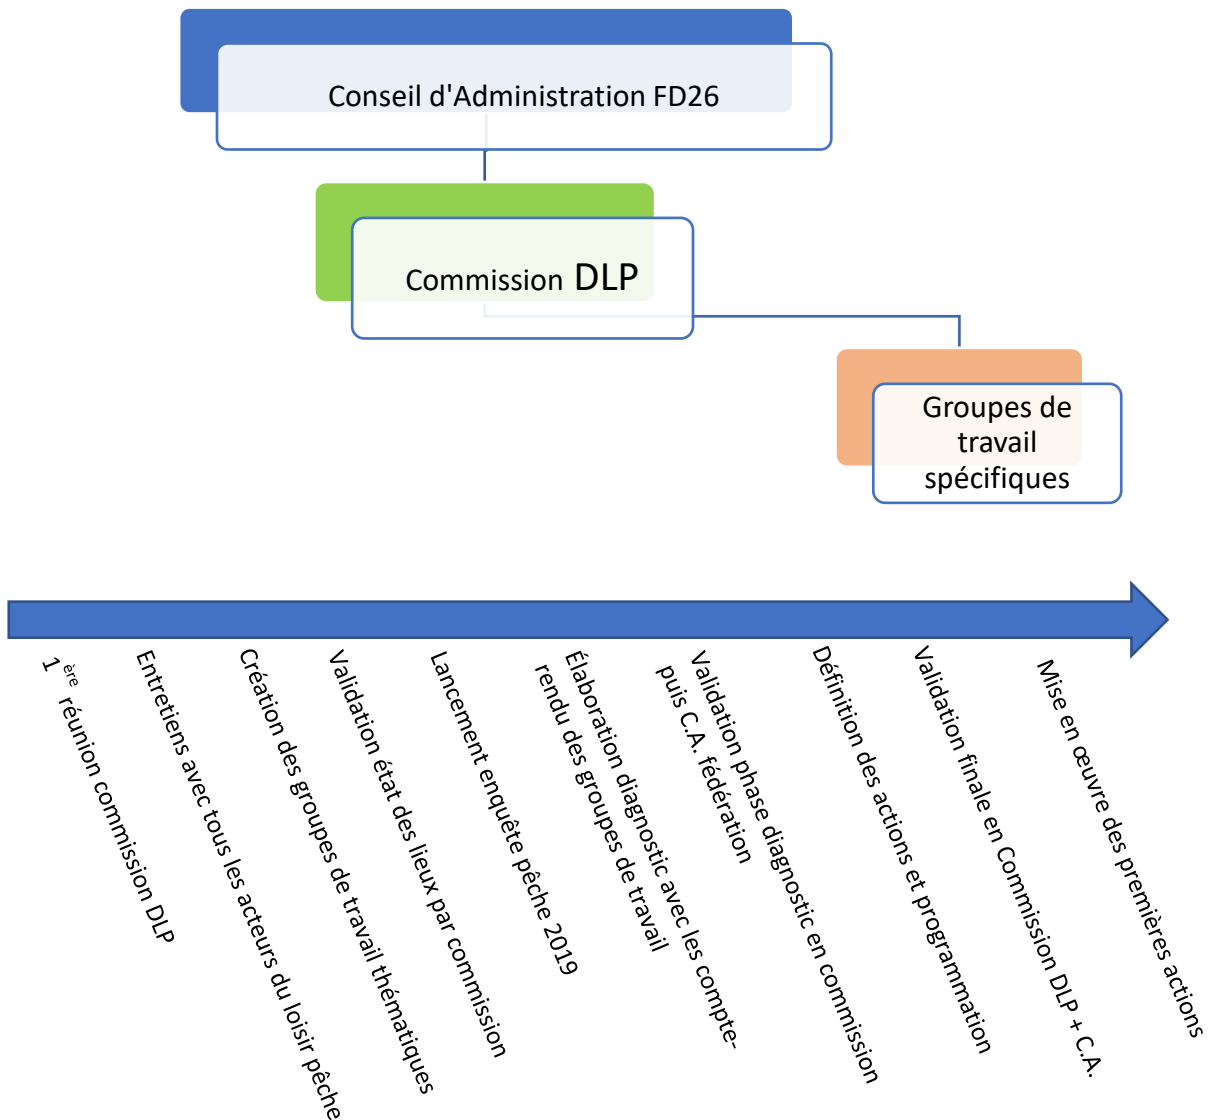 Conseil d'Administration FD26
Commission DLP
Groupes de
travail
spécifiques
1ère réunion commission DLP
Entretiens avec tous les acteurs du loisir pêche
Création des groupes de travail thématiques
Validation état des lieux par commission
Lancement enquête pêche 2019
Élaboration diagnostic avec les compte-
rendu des groupes de travail
Validation phase diagnostic en commission
puis C.A. fédération
Définition des actions et programmation
Validation finale en Commission DLP + C.A.
Mise en œuvre des premières actions